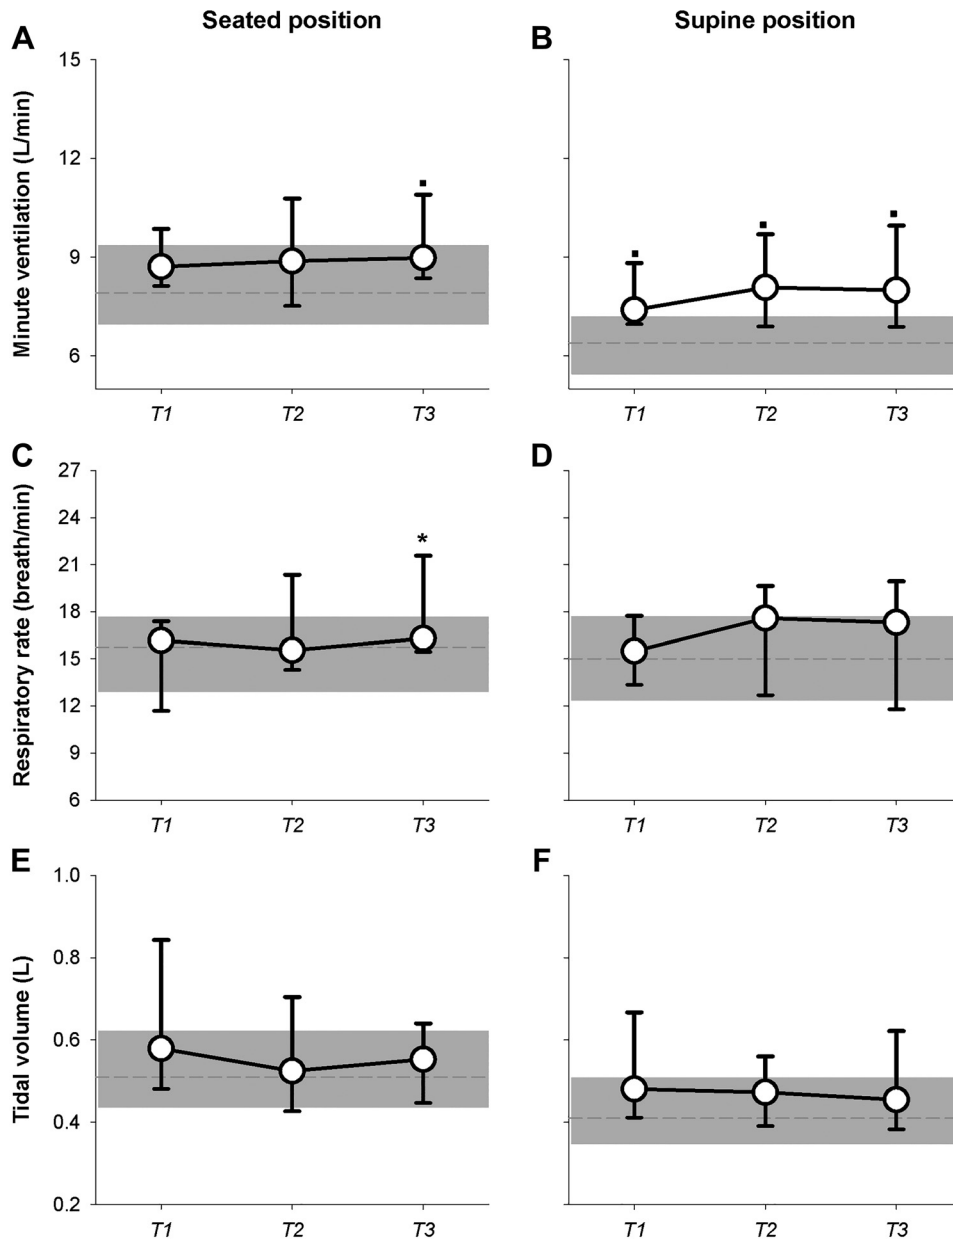 Seated position
Supine position
A
B
Minute ventilation (L/min)
15
12
9
6
T1 T2 T3
T1 T2 T3
C
D
Respiratory rate (breath/min)
27
24
21
18
15
12
9
6
*
T1 T2 T3
T1 T2 T3
E
F
Tidal volume (L)
1.0
0.8
0.6
0.4
0.2
T1 T2 T3
T1 T2 T3